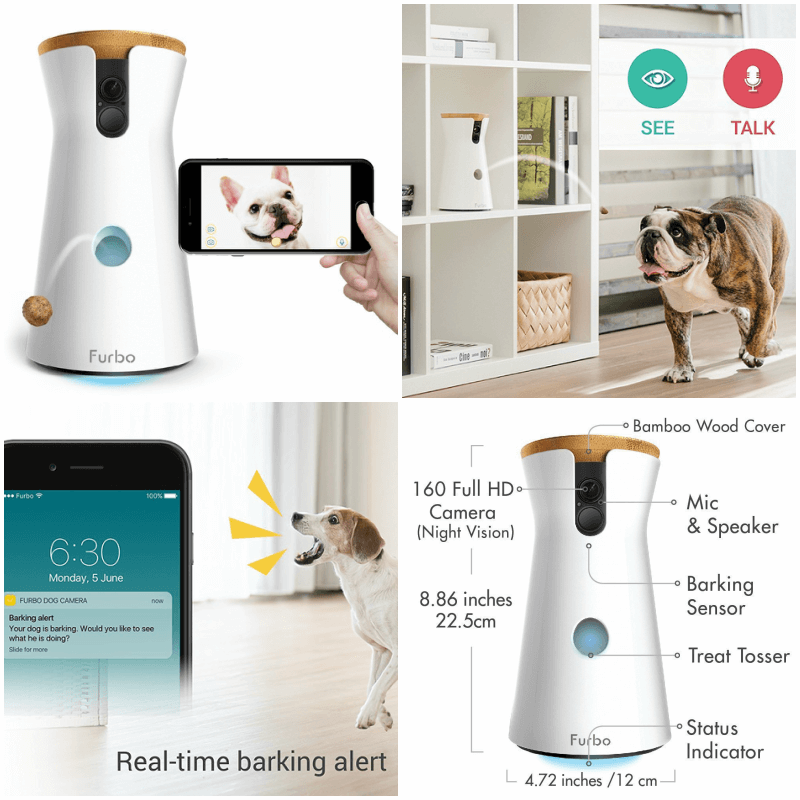 Furbo
SEE
TALK
Cine
not?
Furbo
100%
6:30
Monday, 5 June
FURBO DOG CAMERA
now
Barking alert
Your dog is barking. Would you like to see
what he is doing?
Slide for more
Real-time barking alert
Bamboo Wood Cover
160 Full HD
Camera
(Night Vision)
Mic
& Speaker
Barking
Sensor
8.86 inches
22.5cm
Treat Tosser
Status
Indicator
Furbo
4.72 inches /12 cm